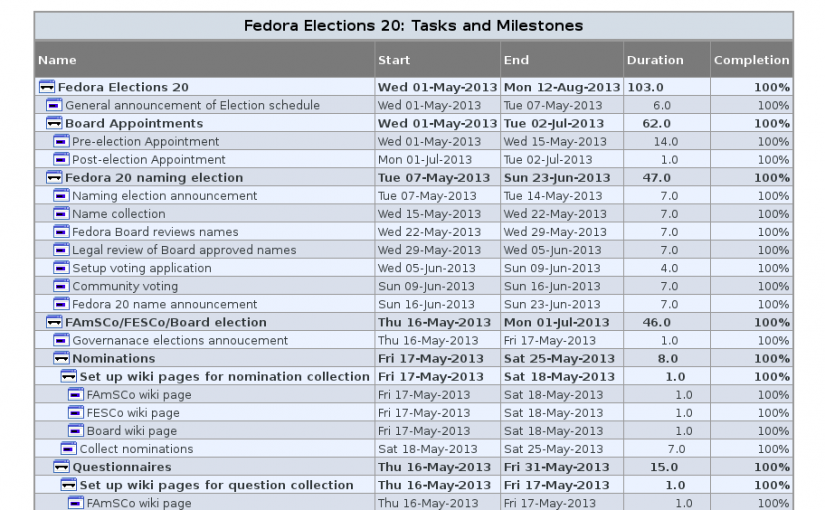 Fedora Elections 20: Tasks and Milestones
Name Start End Duration Completion
Fedora Elections 20 Wed 01-May-2013 Mon 12-Aug-2013 103.0 100%
General announcement of Election schedule Wed 01-May-2013 Tue 07-May-2013 6.0 100%
Board Appointments Wed 01-May-2013 Tue 02-Jul-2013 62.0 100%
Pre-election Appointment Wed 01-May-2013 Wed 15-May-2013 14.0 100%
Post-election Appointment Mon 01-Jul-2013 Tue 02-Jul-2013 1.0 100%
Fedora 20 naming election Tue 07-May-2013 Sun 23-Jun-2013 47.0 100%
Naming election announcement Tue 07-May-2013 Tue 14-May-2013 7.0 100%
Name collection Wed 15-May-2013 Wed 22-May-2013 7.0 100%
Fedora Board reviews names Wed 22-May-2013 Wed 29-May-2013 7.0 100%
Legal review of Board approved names Wed 29-May-2013 Wed 05-Jun-2013 7.0 100%
Setup voting application Wed 05-Jun-2013 Sun 09-Jun-2013 4.0 100%
Community voting Sun 09-Jun-2013 Sun 16-Jun-2013 7.0 100%
Fedora 20 name announcement Sun 16-Jun-2013 Sun 23-Jun-2013 7.0 100%
FAmSCo/FESCo/Board election Thu 16-May-2013 Mon 01-Jul-2013 46.0 100%
Governanace elections annoucement Thu 16-May-2013 Fri 17-May-2013 1.0 100%
Nominations Fri 17-May-2013 Sat 25-May-2013 8.0 100%
Set up wiki pages for nomination collection Fri 17-May-2013 Sat 18-May-2013 1.0 100%
FAmSCo wiki page Fri 17-May-2013 Sat 18-May-2013 1.0 100%
FESCo wiki page Fri 17-May-2013 Sat 18-May-2013 1.0 100%
Board wiki page Fri 17-May-2013 Sat 18-May-2013 1.0 100%
Collect nominations Sat 18-May-2013 Sat 25-May-2013 7.0 100%
Questionnaires Thu 16-May-2013 Fri 31-May-2013 15.0 100%
Set up wiki pages for question collection Thu 16-May-2013 Fri 17-May-2013 1.0 100%
FAmSCo wiki page Thu 16-May-2013 Fri 17-May-2013 1.0 100%